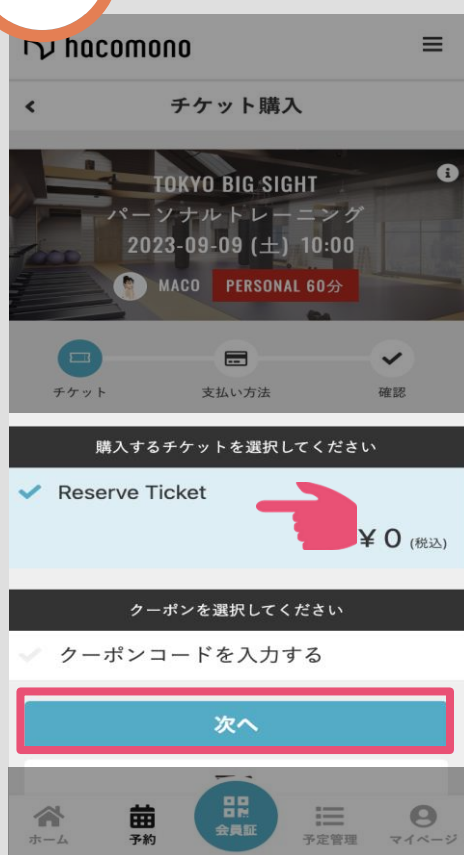 hacomono
チケット購入
TOKYO BIG SIGHT
パーソナルトレーニング
2023-09-09 (土) 10:00
MACO PERSONAL 60分
チケット 支払い方法 確認
購入するチケットを選択してください
Reserve Ticket
¥ 0 (税込)
クーポンを選択してください
クーポンコードを入力する
次へ
ホーム 予約 会員証 予定管理 マイページ